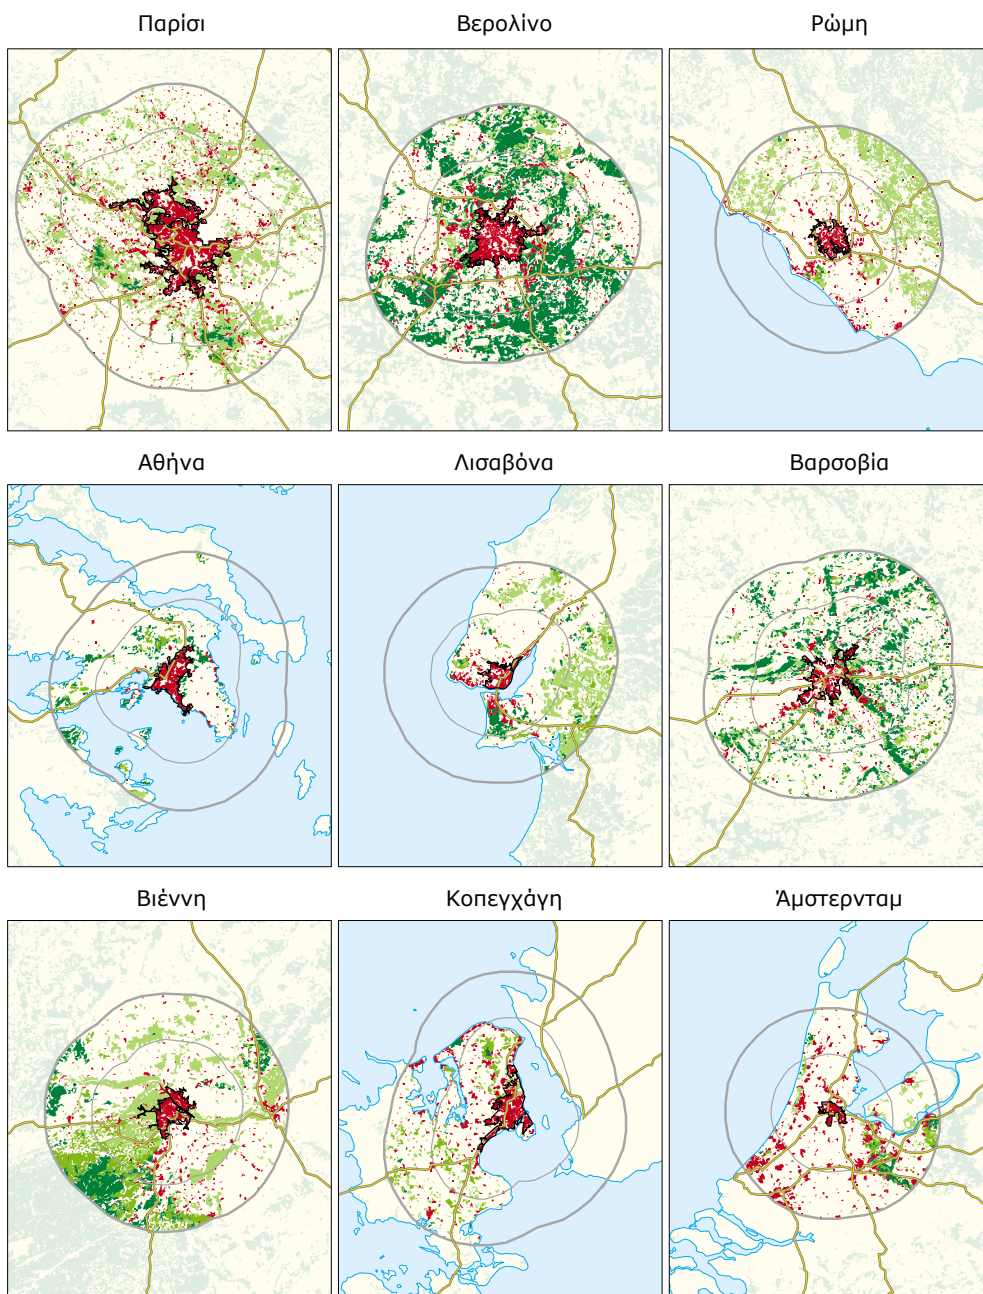 Παρίσι
Βερολίνο
Ρώμη
Αθήνα
Λισαβόνα
Βαρσοβία
Βιέννη
Κοπεγχάγη
Άμστερνταμ